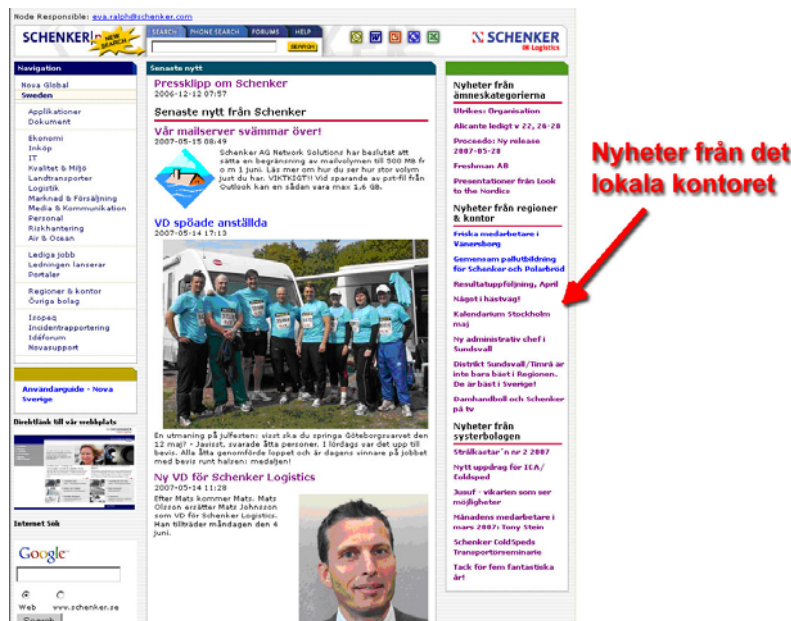 Node Responsible: eva.ralph@schenker.com
SCHENKER
NEW SEARCH
SEARCH PHONE SEARCH FORUMS HELP
SEARCH
SCHENKER
Logistics
Navigation
Nova Global
Sweden
Applikationer
Dokument
Ekonomi
Inköp
IT
Kvalitet & Miljö
Landtransporter
Logistik
Marknad & Försäljning
Media & Kommunikation
Personal
Riskhantering
Air & Ocean
Lediga jobb
Ledningen lanserar
Portaler
Regioner & kontor
Övriga bolag
Isopeq
Incidentrapportering
Idéforum
Novasupport
Användarguide - Nova
Sverige
Direktlänk till vår webbplats
Internet Sök
Google
Web www.schenker.se
Search
Senaste nytt
Pressklipp om Schenker
2006-12-12 07:57
Senaste nytt från Schenker
Vår mailserver svämmar över!
2007-05-15 08:49
Schenker AG Network Solutions har beslutat att
sätta en begränsning av mailvolymen till 500 MB fr
o m 1 juni. Läs mer om hur du ser hur stor volym
just du har. VIKTKIGT!! Vid sparande av pst-fil från
Outlook kan en sådan vara max 1,6 GB.
VD spöade anställda
2007-05-14 17:13
En utmaning på julfesten: visst ska du springa Göteborgsvarvet den
12 maj? - Javisst, svarade åtta personer. I lördags var det upp till
bevis. Alla åtta genomförde loppet och är dagens vinnare på jobbet
med bevis runt halsen: medaljen!
Ny VD för Schenker Logistics
2007-05-14 11:28
Efter Mats kommer Mats. Mats
Olsson ersätter Mats Johnsson
som VD för Schenker Logistics.
Han tillträder måndagen den 4
juni.
Nyheter från
ämneskategorierna
Utrikes: Organisation
Alicante ledigt v 22, 26-28
Proceedo: Ny release
2007-05-28
Freshman AB
Presentationer från Look
to the Nordics
Nyheter från regioner
& kontor
Friska medarbetare i
Vänersborg
Gemensam pallutbildning
för Schenker och Polarbröd
Resultatuppföljning, April
Något i hästväg!
Kalendarium Stockholm
maj
Ny administrativ chef i
Sundsvall
Distrikt Sundsvall/Timrå är
inte bara bäst i Regionen.
De är bäst i Sverige!
Damhandboll och Schenker
på tv
Nyheter från
systerbolagen
Strålkastar´n nr 2 2007
Nytt uppdrag för ICA/
Coldsped
Jusuf - vikarien som ser
möjligheter
Månadens medarbetare i
mars 2007: Tony Stein
Schenker ColdSpeds
Transportörseminarie
Tack för fem fantastiska
år!
Nyheter från det
lokala kontoret